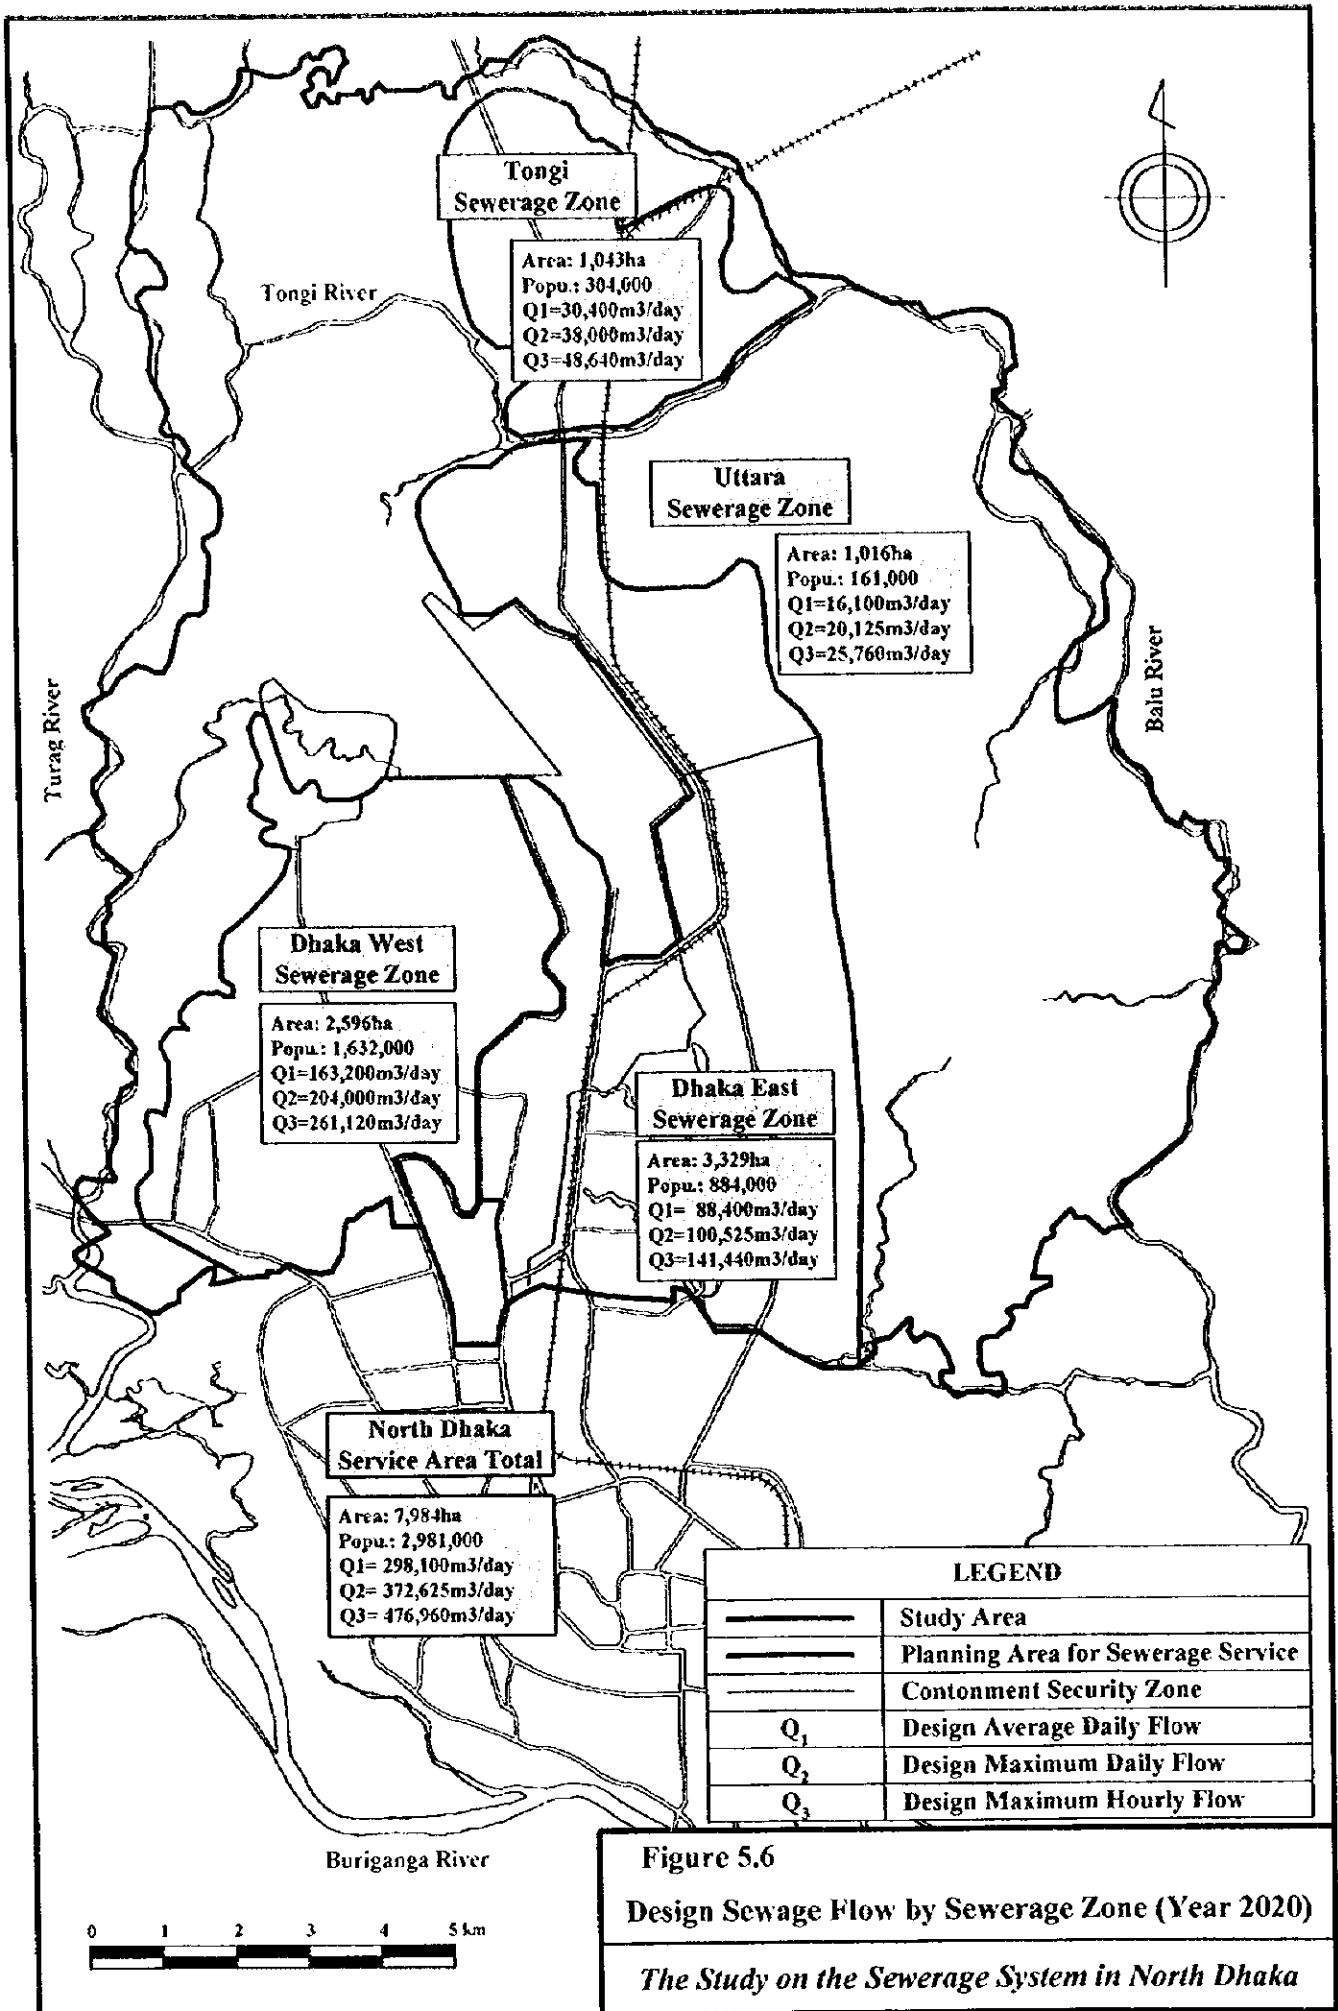 Tongi
Sewerage Zone
Area: 1,043ha
Popu.: 304,000
Q1=30,400m3/day
Q2=38,000m3/day
Q3=48,640m3/day
Tongi River
Uttara
Sewerage Zone
Area: 1,016ha
Popu.: 161,000
Q1=16,100m3/day
Q2=20,125m3/day
Q3=25,760m3/day
Turag River
Balu River
Dhaka West
Sewerage Zone
Area: 2,596ha
Popu.: 1,632,000
Q1=163,200m3/day
Q2=204,000m3/day
Q3=261,120m3/day
Dhaka East
Sewerage Zone
Area: 3,329ha
Popu.: 884,000
Q1= 88,400m3/day
Q2=100,525m3/day
Q3=141,440m3/day
North Dhaka
Service Area Total
Area: 7,984ha
Popu.: 2,981,000
Q1= 298,100m3/day
Q2= 372,625m3/day
Q3= 476,960m3/day
LEGEND
Study Area
Planning Area for Sewerage Service
Contonment Security Zone
Q1 Design Average Daily Flow
Q2 Design Maximum Daily Flow
Q3 Design Maximum Hourly Flow
Buriganga River
0 1 2 3 4 5 km
Figure 5.6
Design Sewage Flow by Sewerage Zone (Year 2020)
The Study on the Sewerage System in North Dhaka